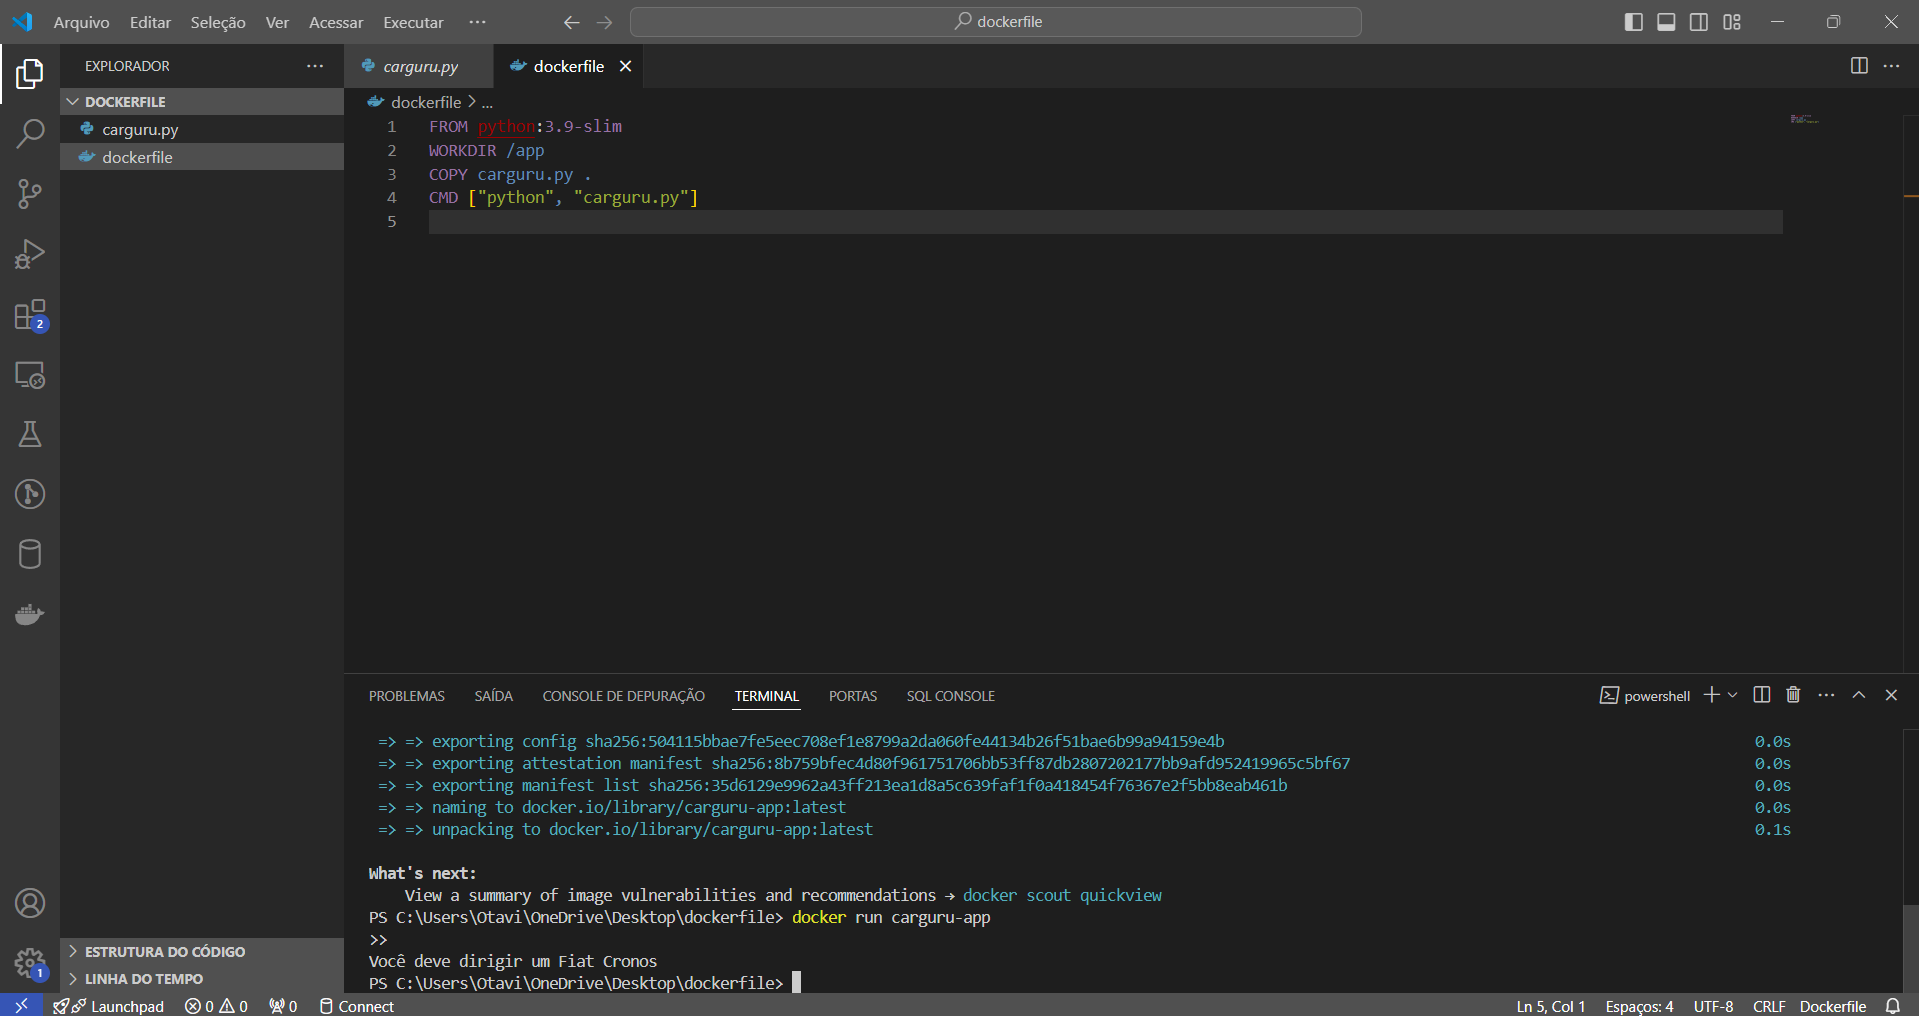 Arquivo Editar Seleção Ver Acessar Executar ··· dockerfile
EXPLORADOR ···
DOCKERFILE
carguru.py
dockerfile
carguru.py dockerfile
dockerfile > ...
1 FROM python:3.9-slim
2 WORKDIR /app
3 COPY carguru.py .
4 CMD ["python", "carguru.py"]
5
2
PROBLEMAS SAÍDA CONSOLE DE DEPURAÇÃO TERMINAL PORTAS SQL CONSOLE powershell
=> => exporting config sha256:504115bbae7fe5eec708ef1e8799a2da060fe44134b26f51bae6b99a94159e4b 0.0s
=> => exporting attestation manifest sha256:8b759bfec4d80f961751706bb53ff87db2807202177bb9afd952419965c5bf67 0.0s
=> => exporting manifest list sha256:35d6129e9962a43ff213ea1d8a5c639faf1f0a418454f76367e2f5bb8eab461b 0.0s
=> => naming to docker.io/library/carguru-app:latest 0.0s
=> => unpacking to docker.io/library/carguru-app:latest 0.1s
What's next:
View a summary of image vulnerabilities and recommendations → docker scout quickview
PS C:\Users\Otavi\OneDrive\Desktop\dockerfile> docker run carguru-app
>>
Você deve dirigir um Fiat Cronos
PS C:\Users\Otavi\OneDrive\Desktop\dockerfile>
ESTRUTURA DO CÓDIGO
LINHA DO TEMPO
1
Launchpad 0 0 0 Connect Ln 5, Col 1 Espaços: 4 UTF-8 CRLF Dockerfile